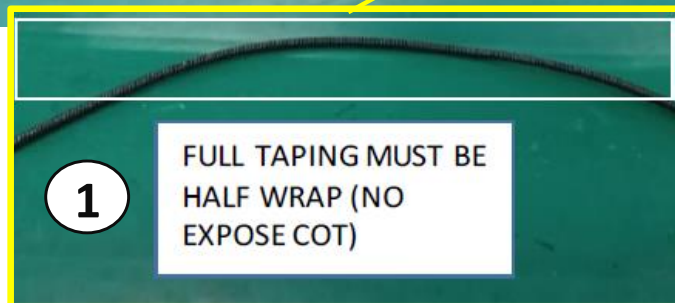 1
FULL TAPING MUST BE
HALF WRAP (NO
EXPOSE COT)